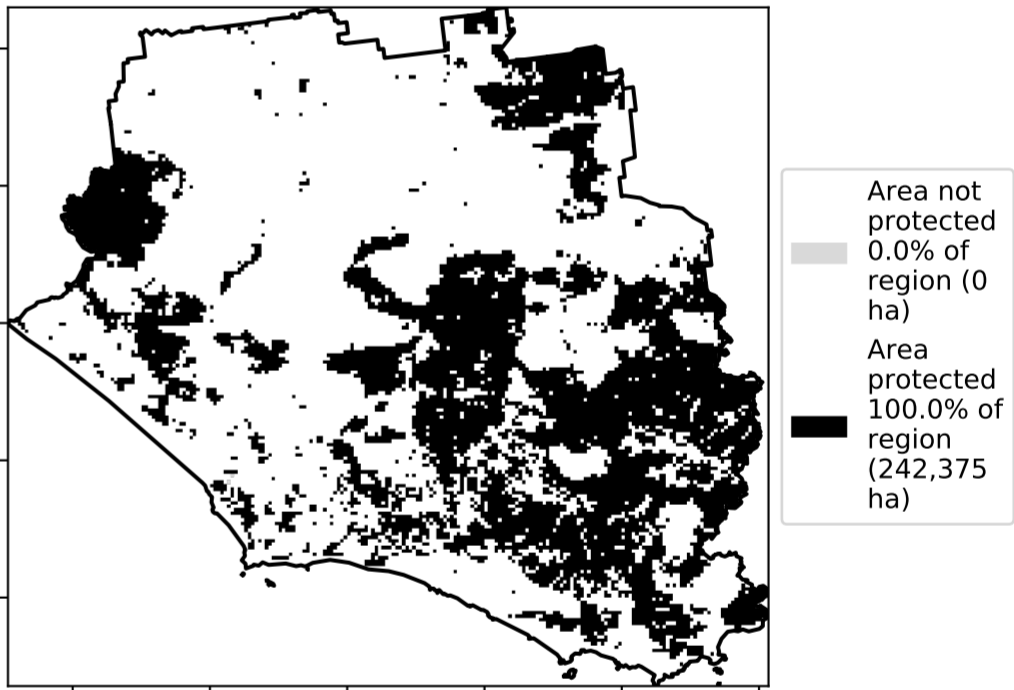 Area not
protected
0.0% of
region (0
ha)
Area
protected
100.0% of
region
(242,375
ha)